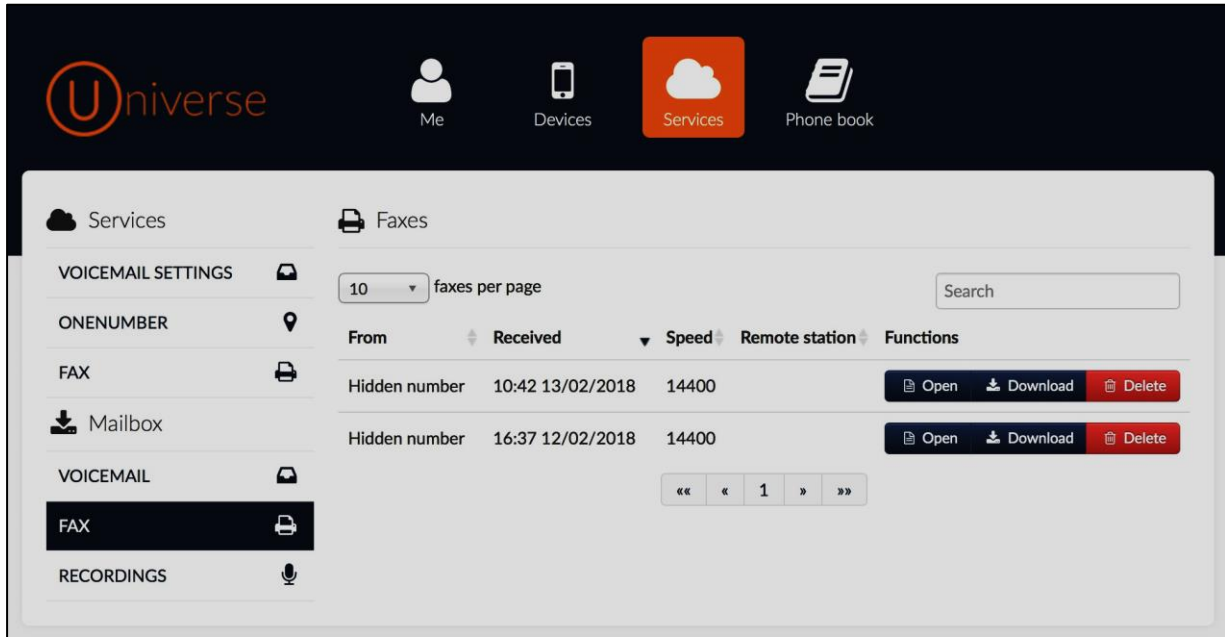 Universe
Me Devices Services Phone book
Services
VOICEMAIL SETTINGS
ONENUMBER
FAX
Mailbox
VOICEMAIL
FAX
RECORDINGS
Faxes
10 faxes per page Search
From Received Speed Remote station Functions
Hidden number 10:42 13/02/2018 14400 Open Download Delete
Hidden number 16:37 12/02/2018 14400 Open Download Delete
«« « 1 » »»